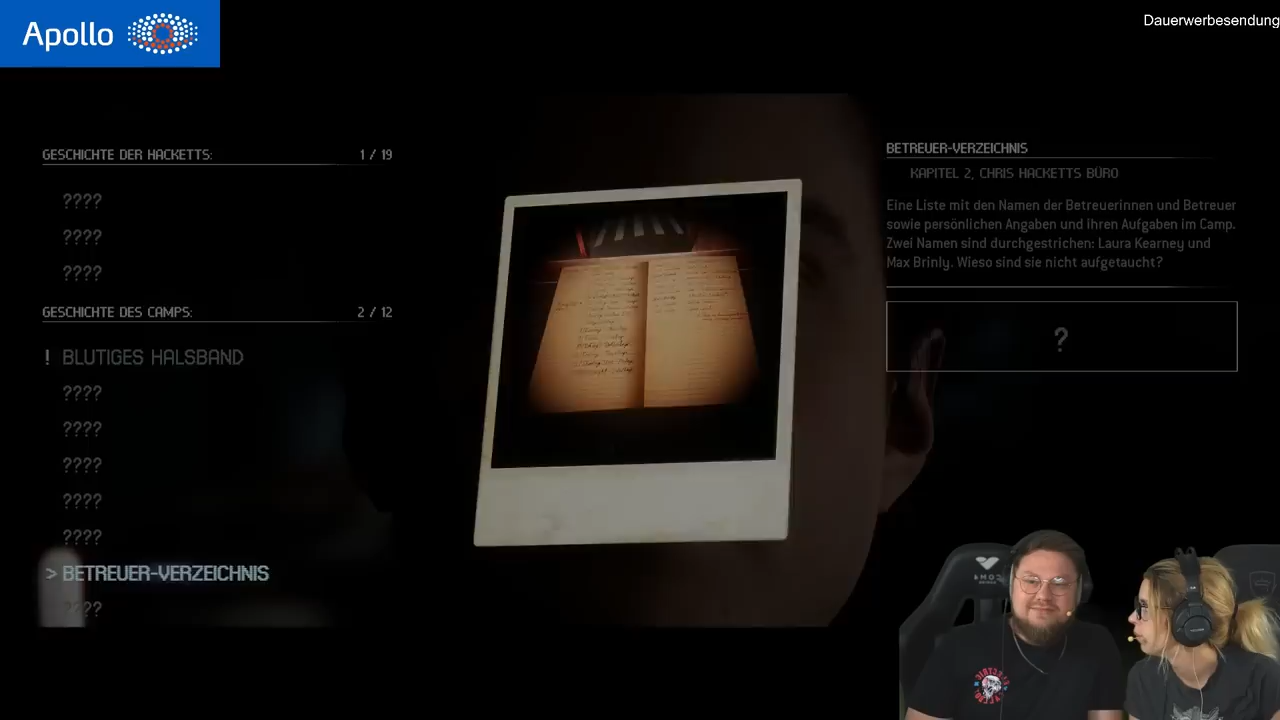 Apollo
Dauerwerbesendung
GESCHICHTE DER HACKETTS: 1 / 19
????
????
????
GESCHICHTE DES CAMPS: 2 / 12
! BLUTIGES HALSBAND
????
????
????
????
????
> BETREUER-VERZEICHNIS
????
BETREUER-VERZEICHNIS
KAPITEL 2, CHRIS HACKETTS BÜRO
Eine Liste mit den Namen der Betreuerinnen und Betreuer
sowie persönlichen Angaben und ihren Aufgaben im Camp.
Zwei Namen sind durchgestrichen: Laura Kearney und
Max Brinly. Wieso sind sie nicht aufgetaucht?
?